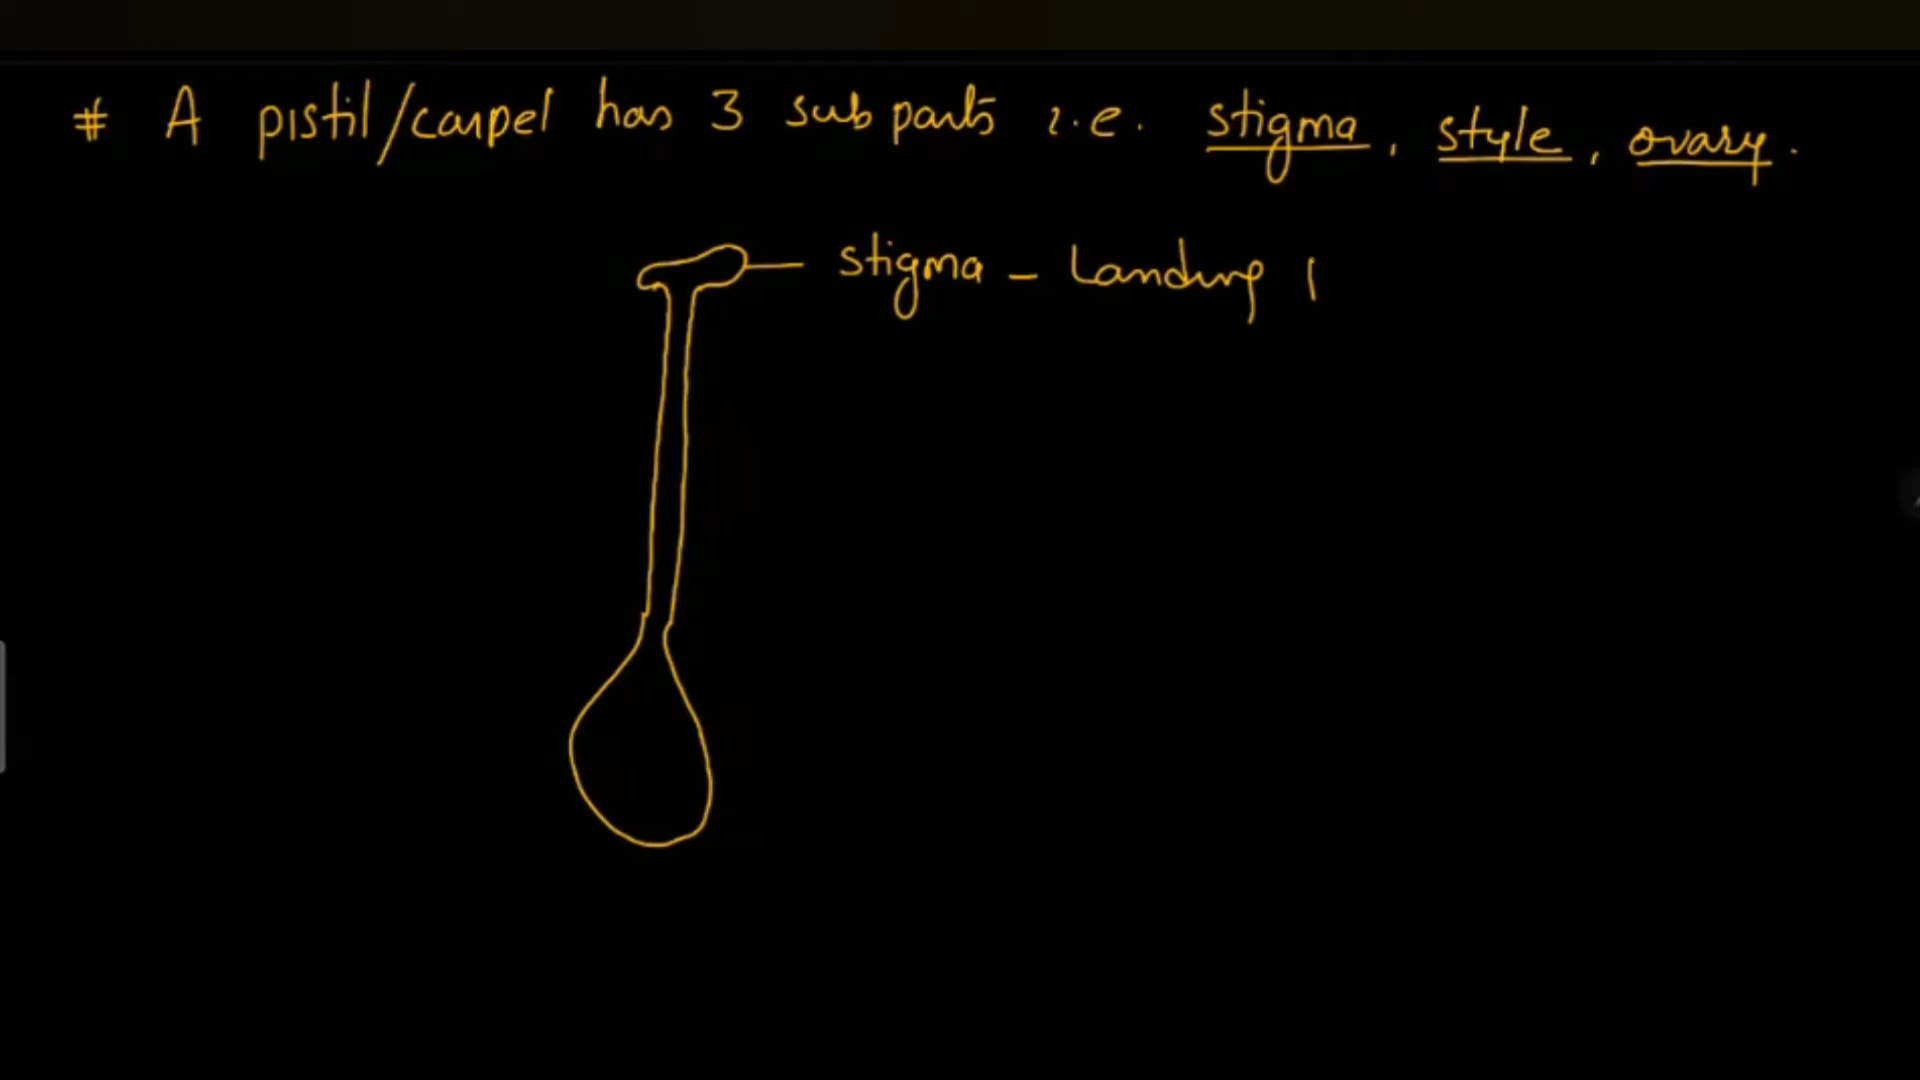 # A pistil/carpel has 3 sub parts i.e. stigma, style, ovary.
stigma - Landing